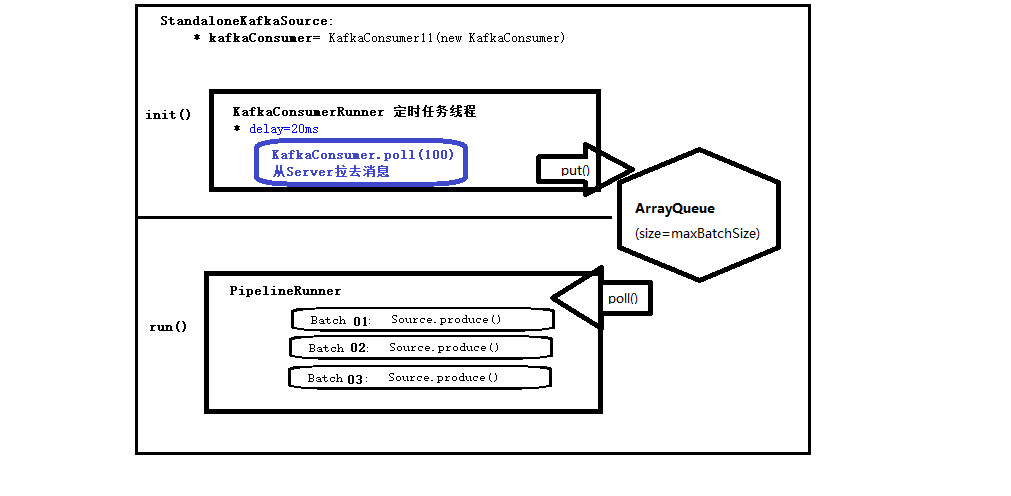 StandaloneKafkaSource:
* kafkaConsumer= KafkaConsumer11(new KafkaConsumer)
init()
KafkaConsumerRunner 定时任务线程
* delay=20ms
KafkaConsumer.poll(100)
从Server拉去消息
put()
ArrayQueue
(size=maxBatchSize)
run()
PipelineRunner
poll()
Batch 01: Source.produce()
Batch 02: Source.produce()
Batch 03: Source.produce()